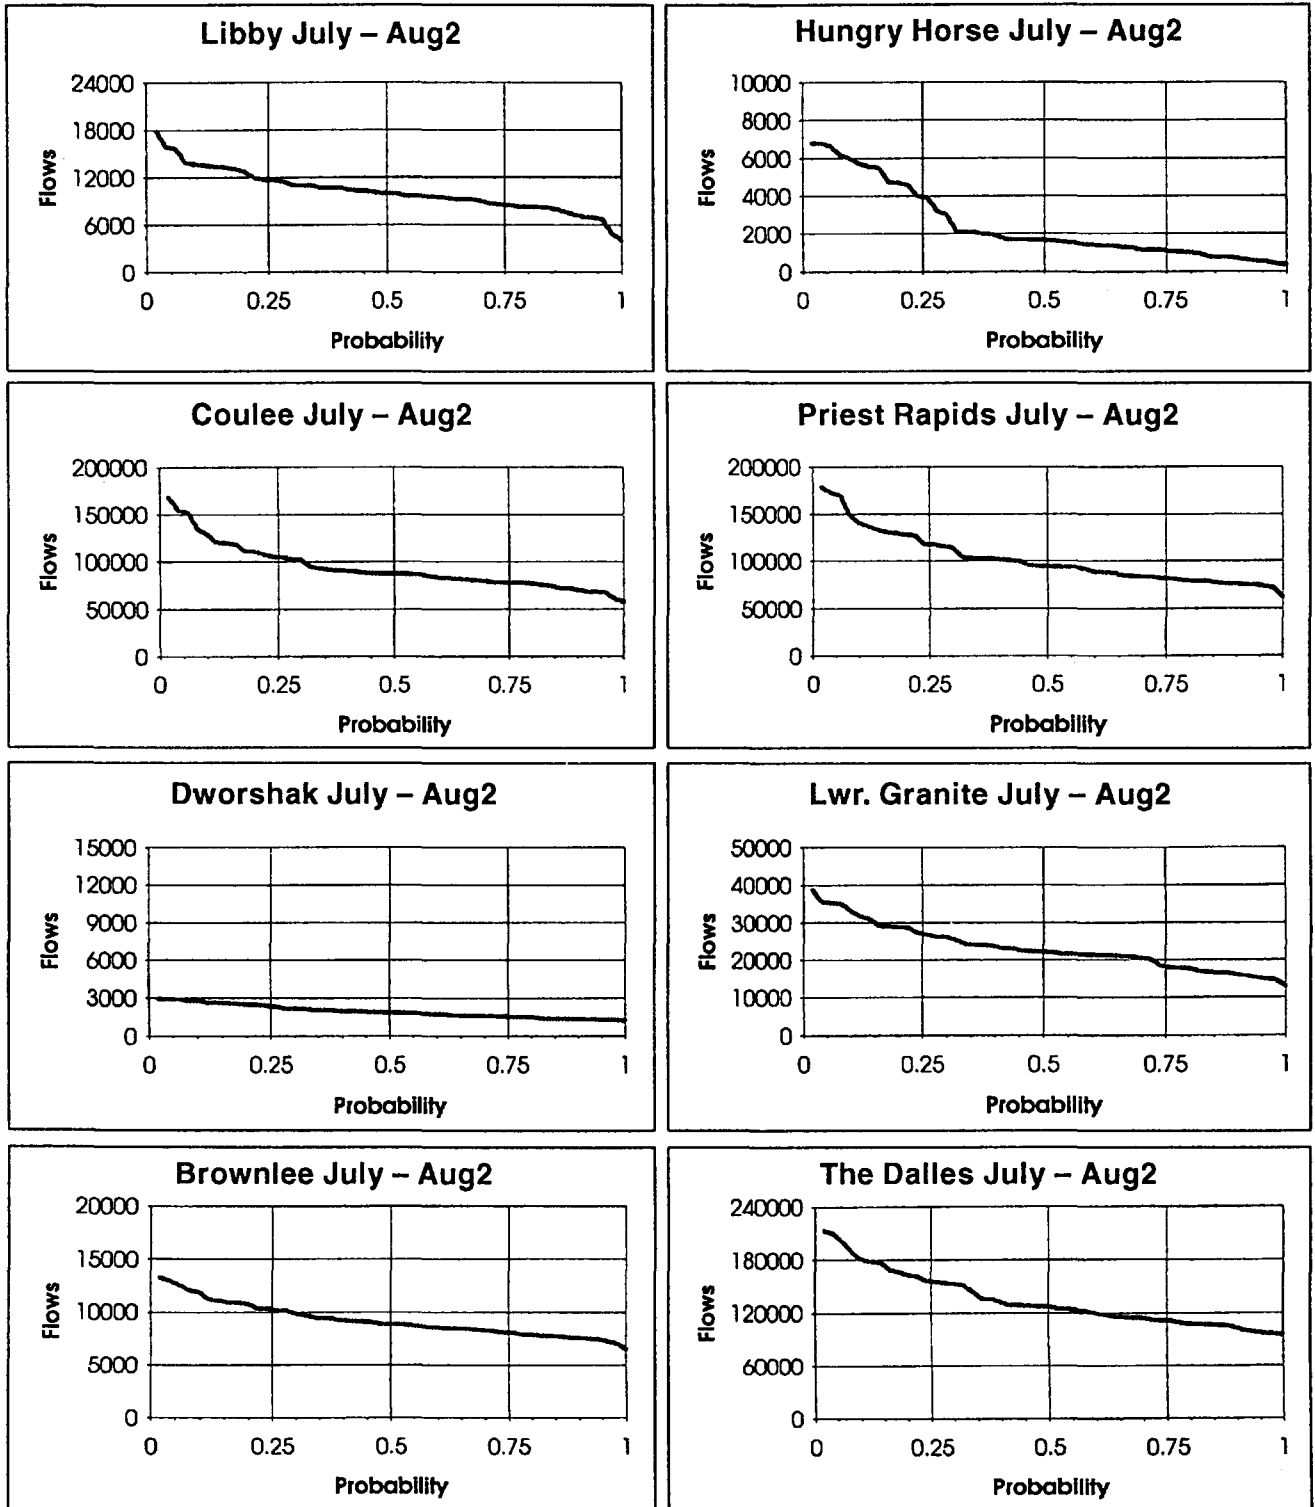 Libby July – Aug2
24000
18000
12000
6000
0
Flows
0 0.25 0.5 0.75 1
Probability
Hungry Horse July – Aug2
10000
8000
6000
4000
2000
0
Flows
0 0.25 0.5 0.75 1
Probability
Coulee July – Aug2
200000
150000
100000
50000
0
Flows
0 0.25 0.5 0.75 1
Probability
Priest Rapids July – Aug2
200000
150000
100000
50000
0
Flows
0 0.25 0.5 0.75 1
Probability
Dworshak July – Aug2
15000
12000
9000
6000
3000
0
Flows
0 0.25 0.5 0.75 1
Probability
Lwr. Granite July – Aug2
50000
40000
30000
20000
10000
0
Flows
0 0.25 0.5 0.75 1
Probability
Brownlee July – Aug2
20000
15000
10000
5000
0
Flows
0 0.25 0.5 0.75 1
Probability
The Dalles July – Aug2
240000
180000
120000
60000
0
Flows
0 0.25 0.5 0.75 1
Probability